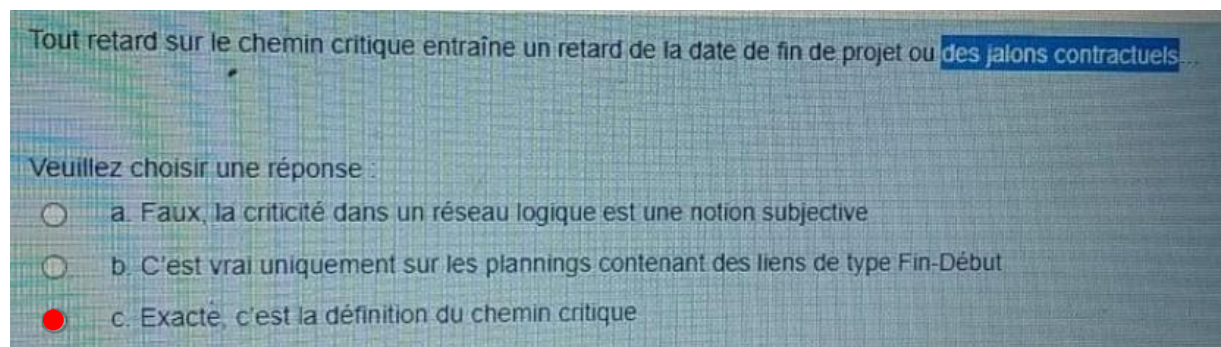 Tout retard sur le chemin critique entraîne un retard de la date de fin de projet ou des jalons contractuels...
Veuillez choisir une réponse :
a. Faux, la criticité dans un réseau logique est une notion subjective
b. C'est vrai uniquement sur les plannings contenant des liens de type Fin-Début
c. Exacte, c'est la définition du chemin critique